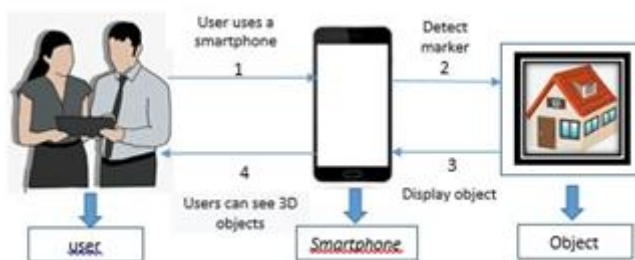 User uses a
smartphone
1
Detect
marker
2
4
Users can see 3D
objects
3
Display object
user
Smartphone
Object